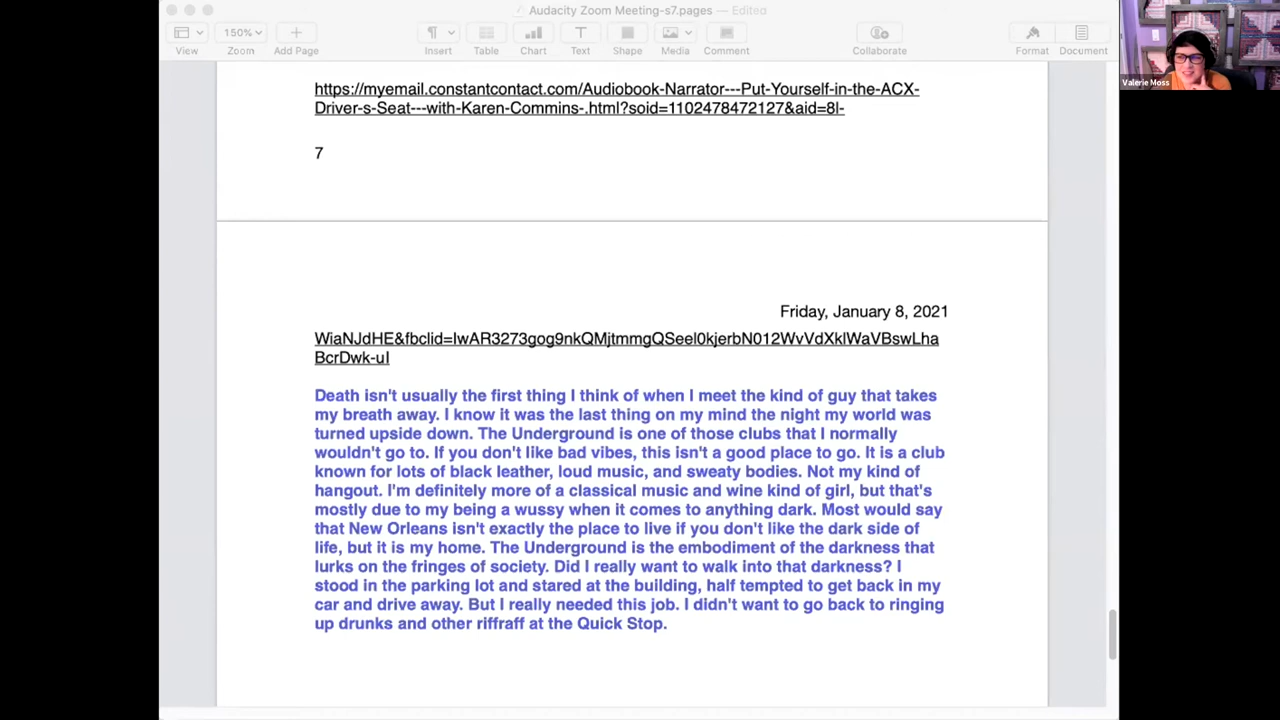 Audacity Zoom Meeting-s7.pages — Edited
150%
View
Zoom
Add Page
Insert
Table
Chart
Text
Shape
Media
Comment
Collaborate
Format
Document
Valerie Moss
https://myemail.constantcontact.com/Audiobook-Narrator---Put-Yourself-in-the-ACX-
Driver-s-Seat---with-Karen-Commins-.html?soid=1102478472127&aid=8l-
7
Friday, January 8, 2021
WiaNJdHE&fbclid=IwAR3273gog9nkQMjtmmgQSeel0kjerbN012WvVdXklWaVBswLha
BcrDwk-uI
Death isn't usually the first thing I think of when I meet the kind of guy that takes
my breath away. I know it was the last thing on my mind the night my world was
turned upside down. The Underground is one of those clubs that I normally
wouldn't go to. If you don't like bad vibes, this isn't a good place to go. It is a club
known for lots of black leather, loud music, and sweaty bodies. Not my kind of
hangout. I'm definitely more of a classical music and wine kind of girl, but that's
mostly due to my being a wussy when it comes to anything dark. Most would say
that New Orleans isn't exactly the place to live if you don't like the dark side of
life, but it is my home. The Underground is the embodiment of the darkness that
lurks on the fringes of society. Did I really want to walk into that darkness? I
stood in the parking lot and stared at the building, half tempted to get back in my
car and drive away. But I really needed this job. I didn't want to go back to ringing
up drunks and other riffraff at the Quick Stop.